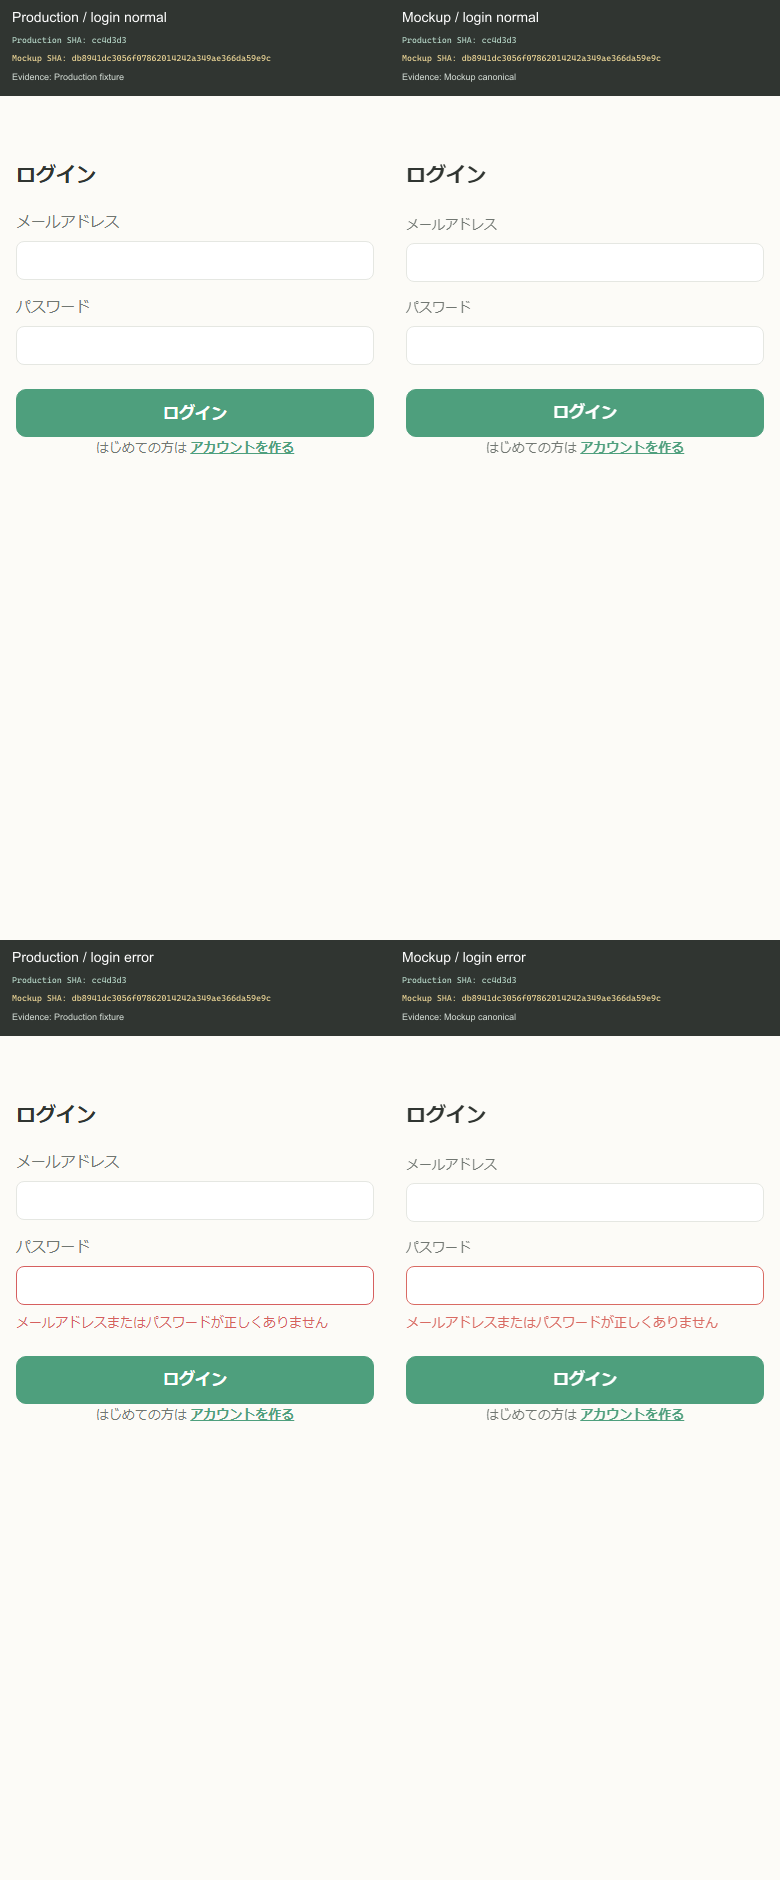 Production / login normal
Production SHA: cc4d3d3
Mockup SHA: db8941dc3056f07862014242a349ae366da59e9c
Evidence: Production fixture
ログイン
メールアドレス
パスワード
ログイン
はじめての方は アカウントを作る
Mockup / login normal
Production SHA: cc4d3d3
Mockup SHA: db8941dc3056f07862014242a349ae366da59e9c
Evidence: Mockup canonical
ログイン
メールアドレス
パスワード
ログイン
はじめての方は アカウントを作る
Production / login error
Production SHA: cc4d3d3
Mockup SHA: db8941dc3056f07862014242a349ae366da59e9c
Evidence: Production fixture
ログイン
メールアドレス
パスワード
メールアドレスまたはパスワードが正しくありません
ログイン
はじめての方は アカウントを作る
Mockup / login error
Production SHA: cc4d3d3
Mockup SHA: db8941dc3056f07862014242a349ae366da59e9c
Evidence: Mockup canonical
ログイン
メールアドレス
パスワード
メールアドレスまたはパスワードが正しくありません
ログイン
はじめての方は アカウントを作る